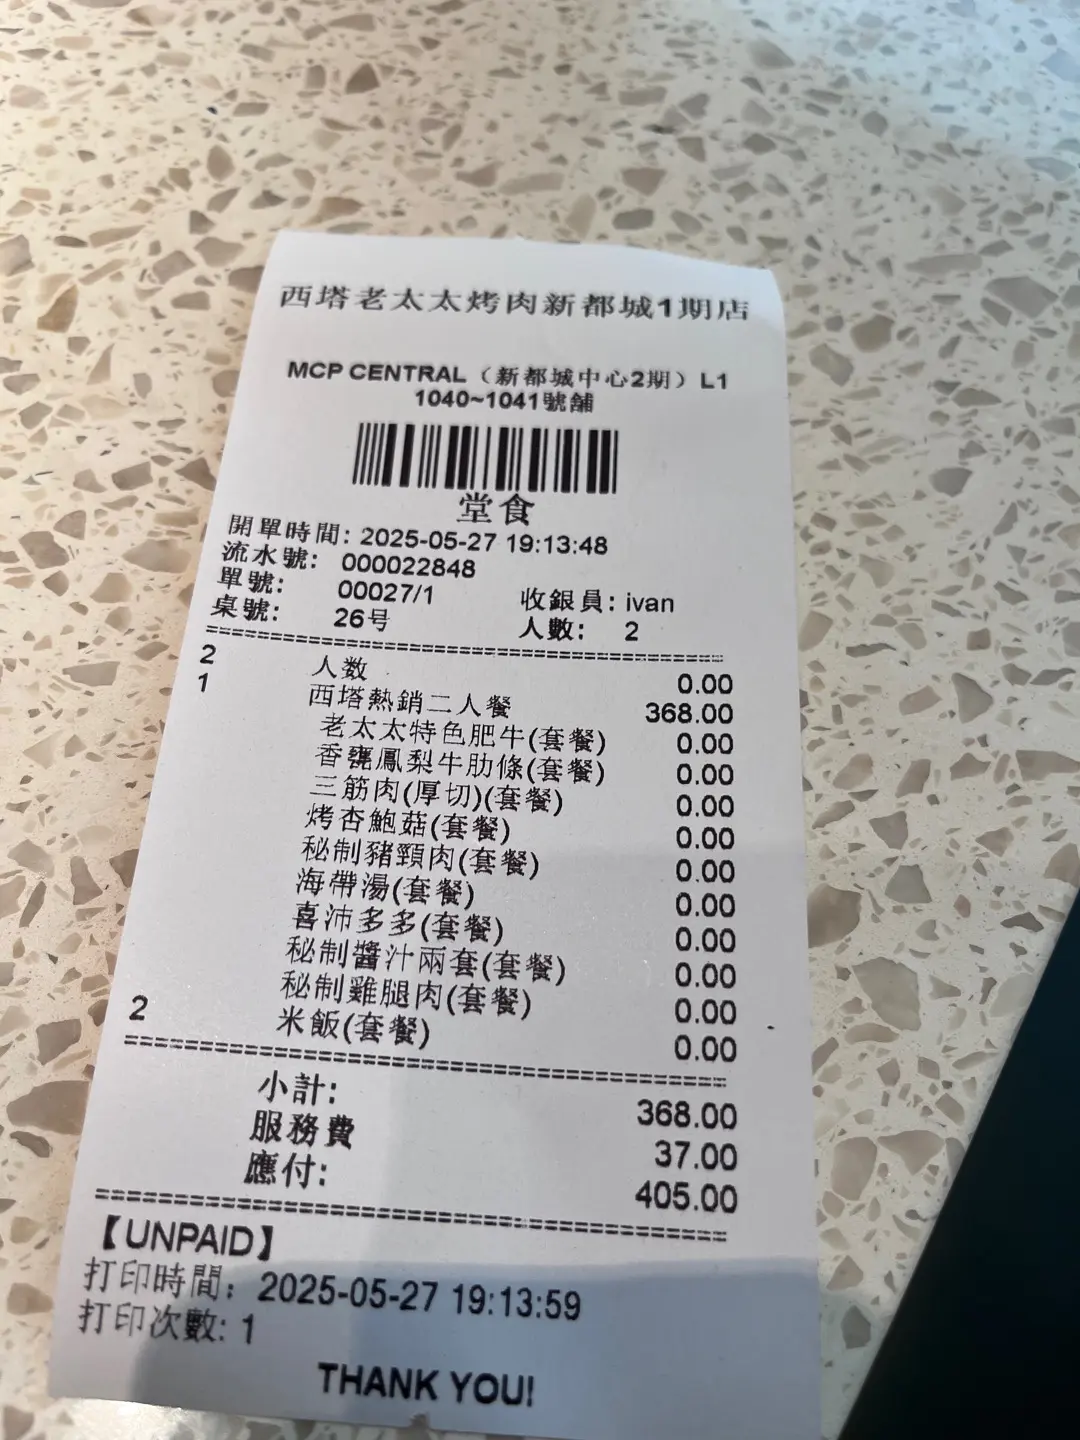 西塔老太太烤肉新都城1期店
MCP CENTRAL（新都城中心2期）L1
1040~1041號舖
堂食
開單時間: 2025-05-27 19:13:48
流水號: 000022848
單號: 00027/1 收銀員: ivan
桌號: 26号 人數: 2
2 人数 0.00
1 西塔熱銷二人餐 368.00
老太太特色肥牛(套餐) 0.00
香甕鳳梨牛肋條(套餐) 0.00
三筋肉(厚切)(套餐) 0.00
烤杏鮑菇(套餐) 0.00
秘制豬頸肉(套餐) 0.00
海帶湯(套餐) 0.00
喜沛多多(套餐) 0.00
秘制醬汁兩套(套餐) 0.00
秘制雞腿肉(套餐) 0.00
2 米飯(套餐) 0.00
小計: 368.00
服務費 37.00
應付: 405.00
【UNPAID】
打印時間: 2025-05-27 19:13:59
打印次數: 1
THANK YOU!